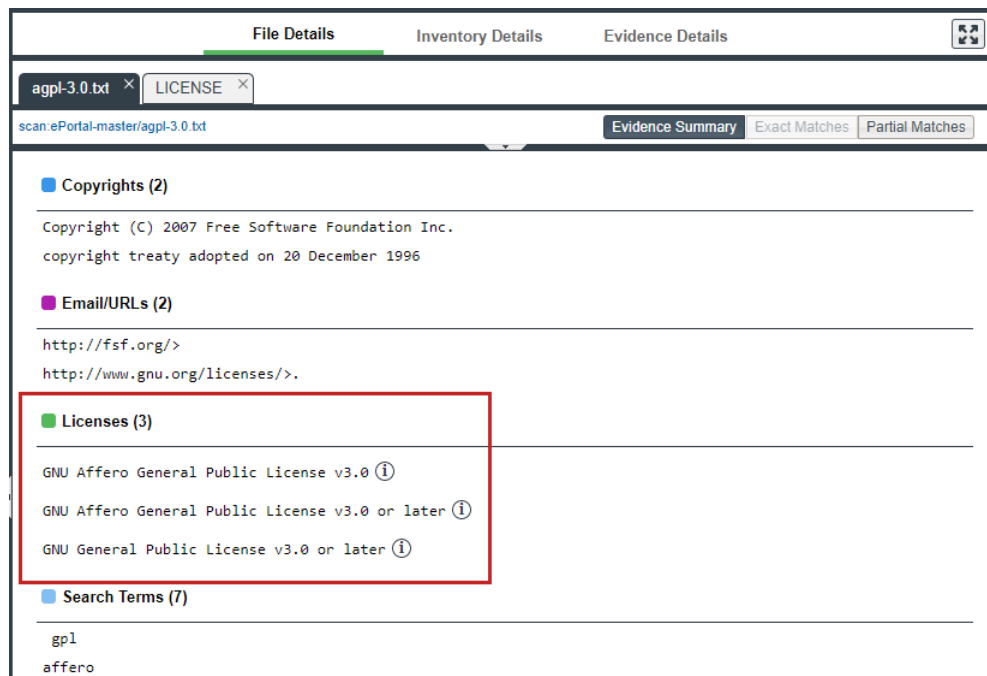 File Details Inventory Details Evidence Details
agpl-3.0.txt LICENSE
scan:ePortal-master/agpl-3.0.txt Evidence Summary Exact Matches Partial Matches
Copyrights (2)
Copyright (C) 2007 Free Software Foundation Inc.
copyright treaty adopted on 20 December 1996
Email/URLs (2)
http://fsf.org/>
http://www.gnu.org/licenses/>.
Licenses (3)
GNU Affero General Public License v3.0
GNU Affero General Public License v3.0 or later
GNU General Public License v3.0 or later
Search Terms (7)
gpl
affero